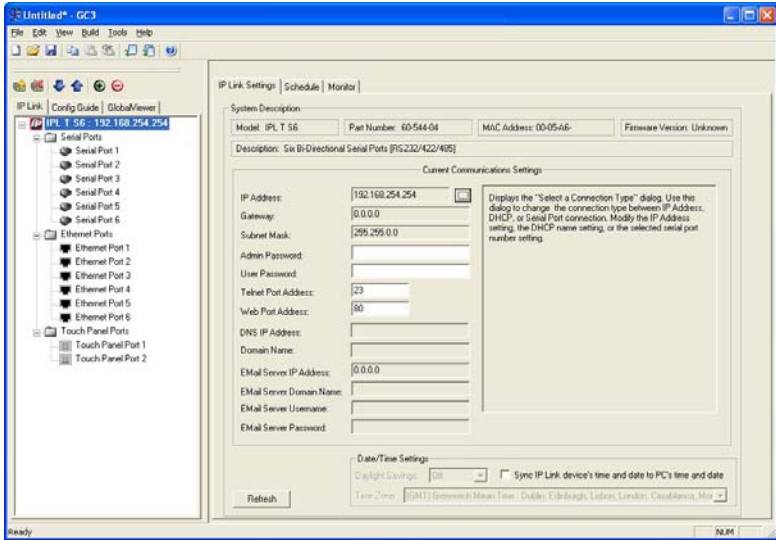 Untitled* - GC3
File Edit View Build Tools Help
IP Link Config Guide GlobalViewer
IPL T S6 : 192.168.254.254
Serial Ports
Serial Port 1
Serial Port 2
Serial Port 3
Serial Port 4
Serial Port 5
Serial Port 6
Ethernet Ports
Ethernet Port 1
Ethernet Port 2
Ethernet Port 3
Ethernet Port 4
Ethernet Port 5
Ethernet Port 6
Touch Panel Ports
Touch Panel Port 1
Touch Panel Port 2
IP Link Settings Schedule Monitor
System Description
Model: IPL T S6 Part Number: 60-544-04 MAC Address: 00-05-A6- Firmware Version: Unknown
Description: Six Bi-Directional Serial Ports [RS232/422/485]
Current Communications Settings
IP Address: 192.168.254.254
Gateway: 0.0.0.0
Subnet Mask: 255.255.0.0
Admin Password:
User Password:
Telnet Port Address: 23
Web Port Address: 80
DNS IP Address:
Domain Name:
EMail Server IP Address: 0.0.0.0
EMail Server Domain Name:
EMail Server Username:
EMail Server Password:
Displays the "Select a Connection Type" dialog. Use this
dialog to change the connection type between IP Address,
DHCP, or Serial Port connection. Modify the IP Address
setting, the DHCP name setting, or the selected serial port
number setting.
Date/Time Settings
Daylight Savings: Off Sync IP Link device's time and date to PC's time and date
Time Zone: (GMT) Greenwich Mean Time : Dublin, Edinburgh, Lisbon, London, Casablanca, Mor
Refresh
Ready NUM